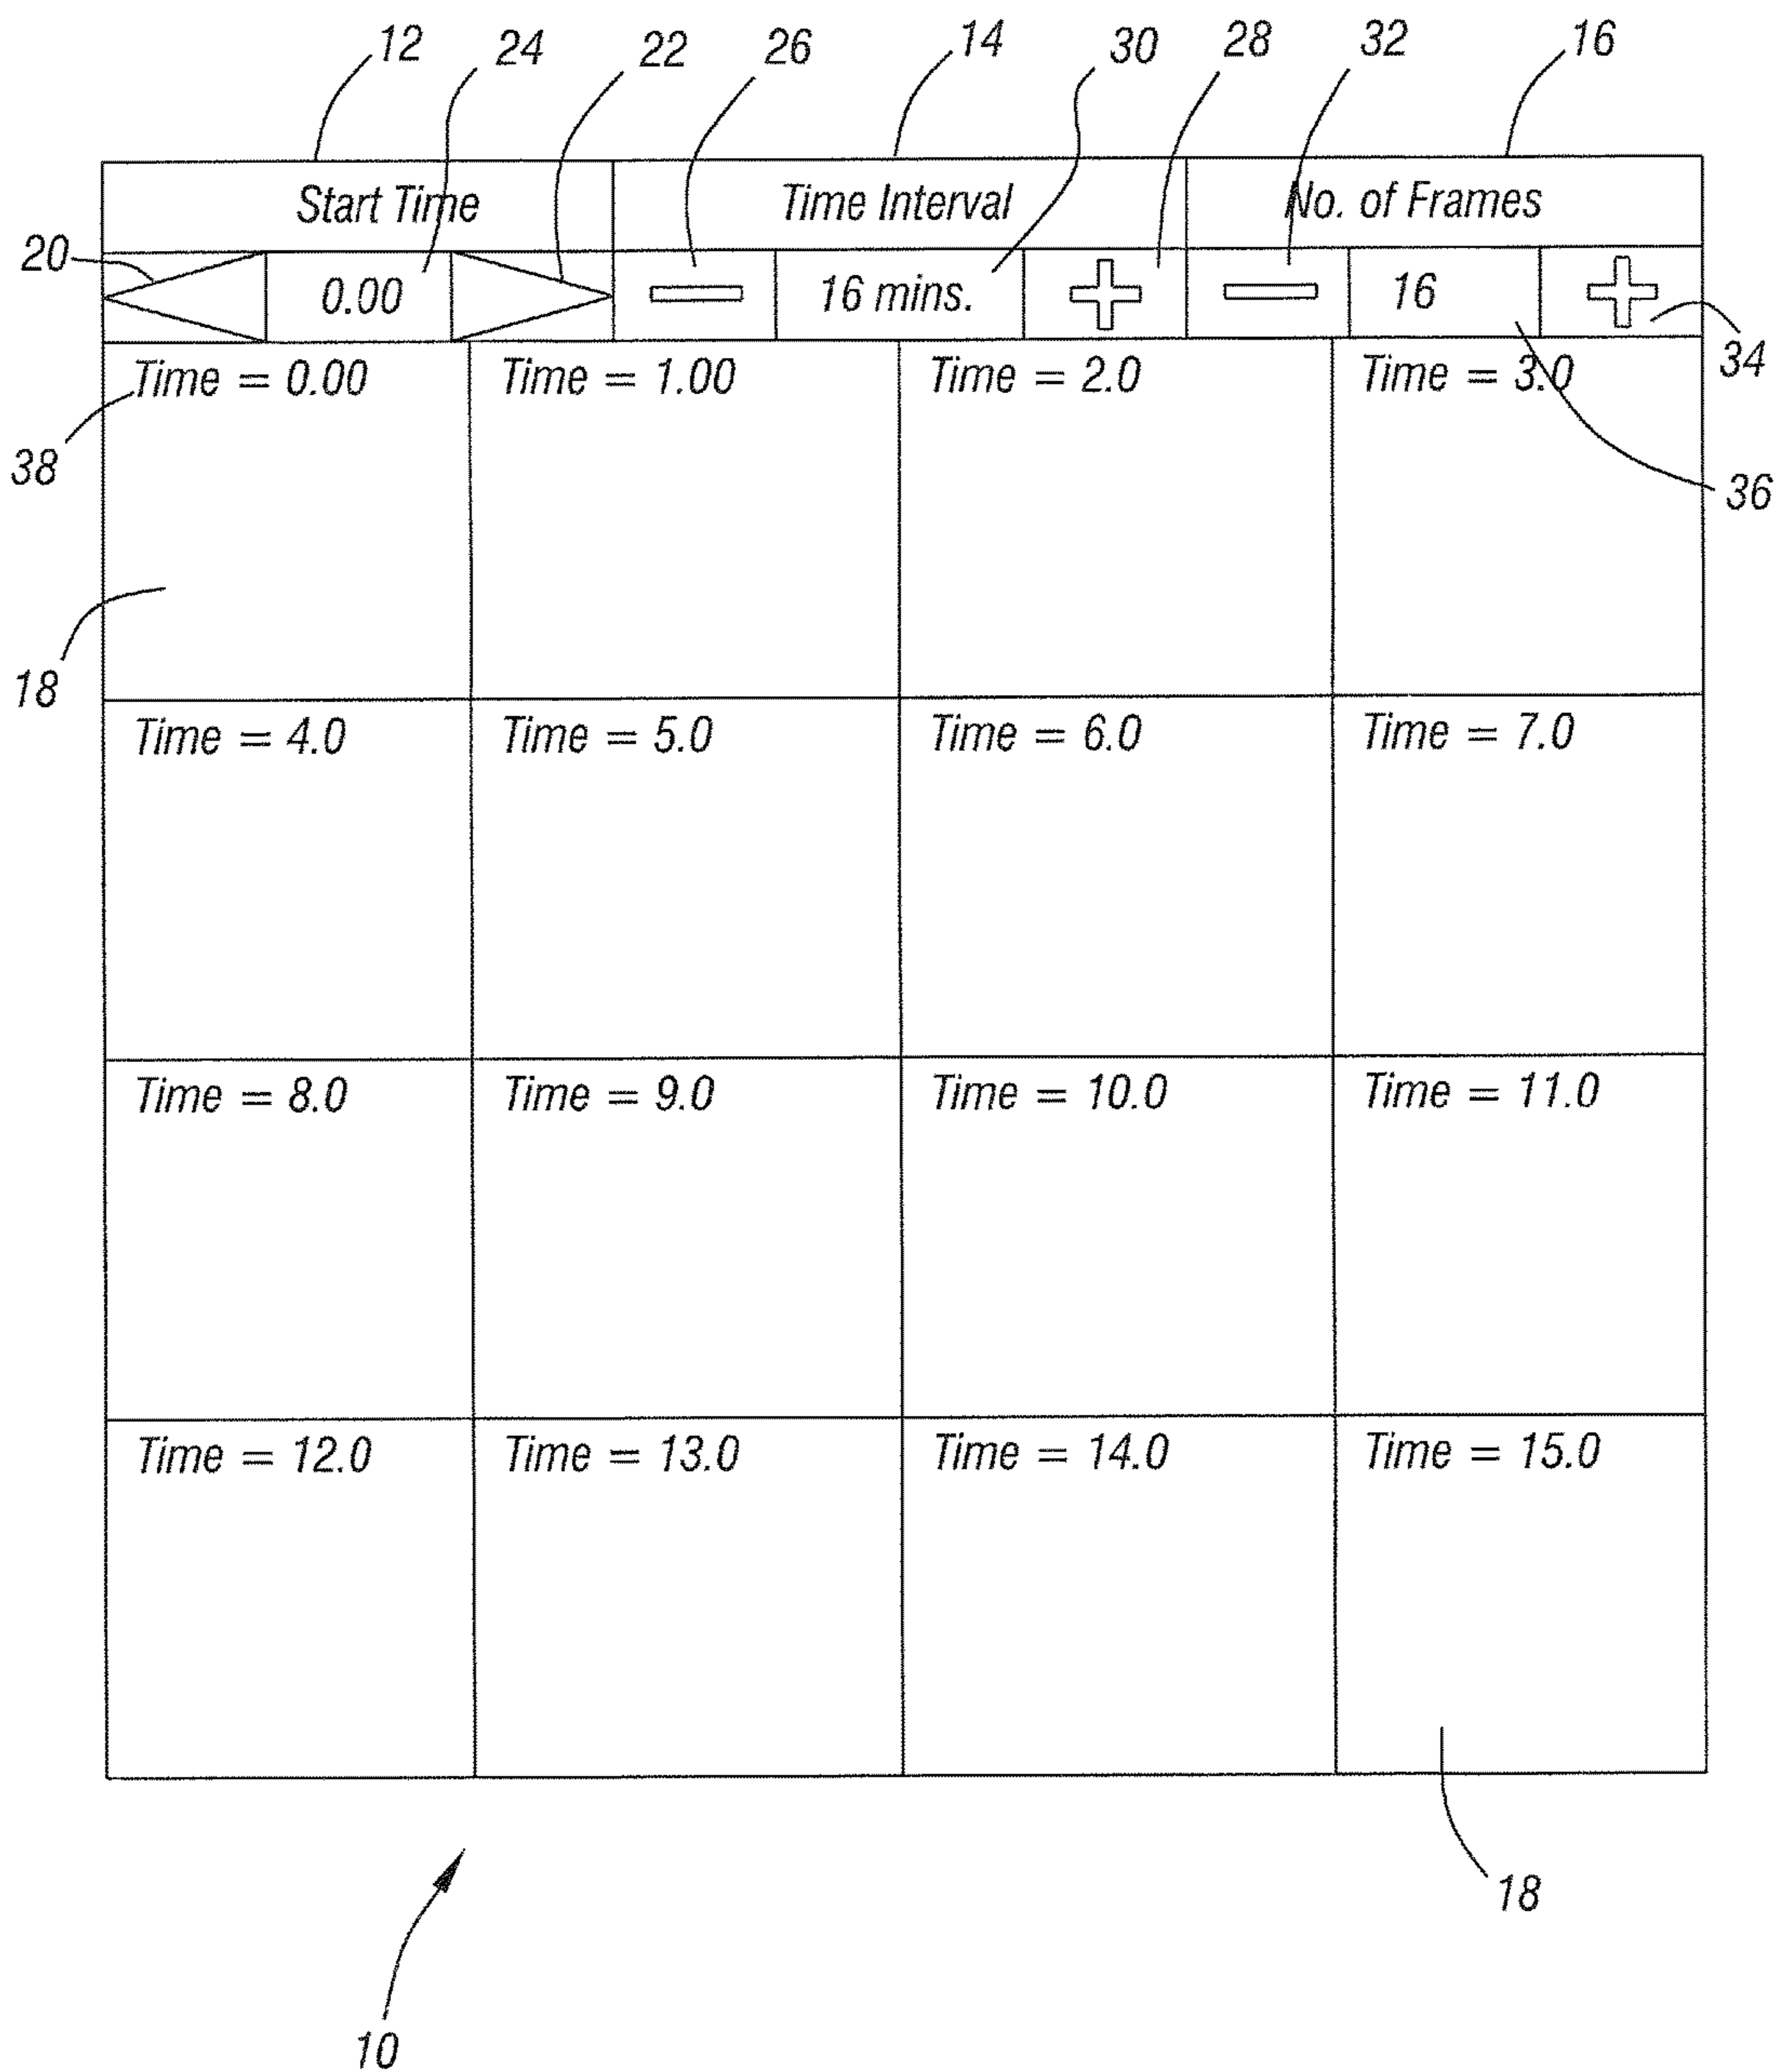 12 24 22 26 14 30 28 32 16
Start Time Time Interval No. of Frames
20 0.00 16 mins. 16
34
Time = 0.00 Time = 1.00 Time = 2.0 Time = 3.0
38
36
18
Time = 4.0 Time = 5.0 Time = 6.0 Time = 7.0
Time = 8.0 Time = 9.0 Time = 10.0 Time = 11.0
Time = 12.0 Time = 13.0 Time = 14.0 Time = 15.0
18
10